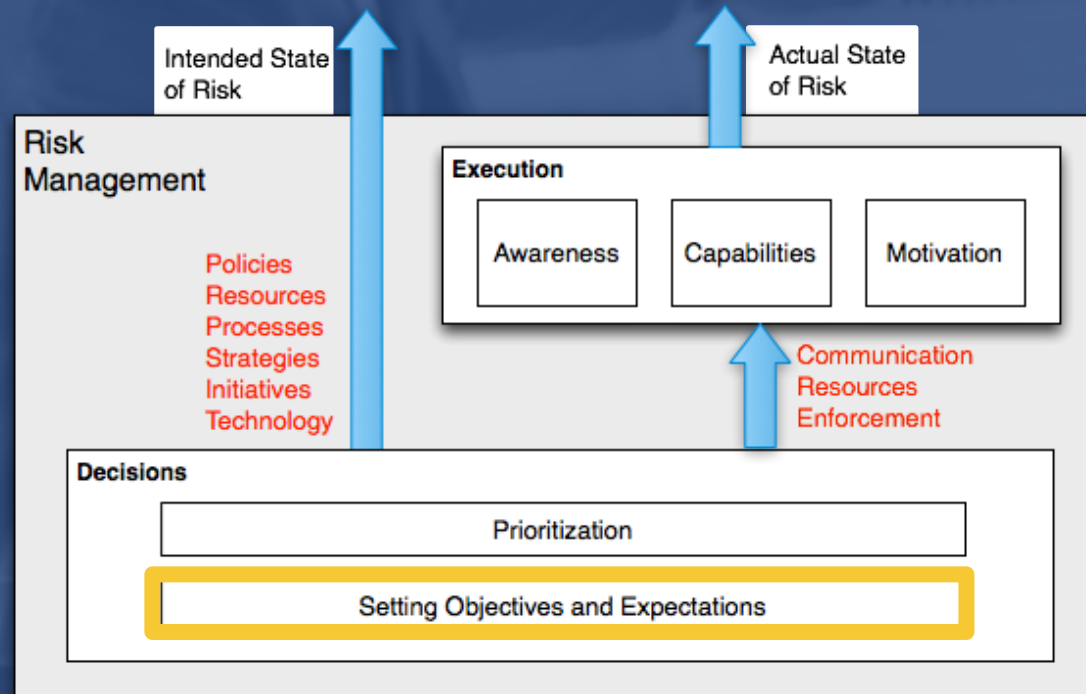 Intended State
of Risk
Actual State
of Risk
Risk
Management
Execution
Awareness
Capabilities
Motivation
Policies
Resources
Processes
Strategies
Initiatives
Technology
Communication
Resources
Enforcement
Decisions
Prioritization
Setting Objectives and Expectations